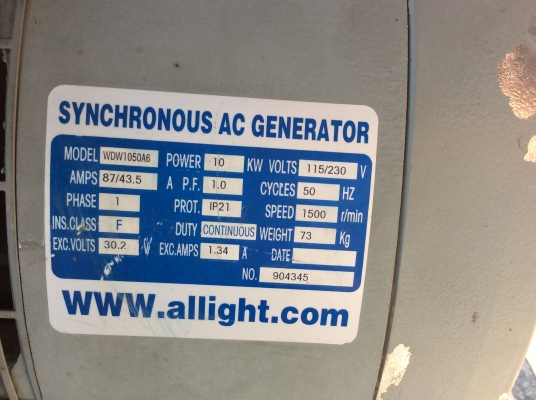 SYNCHRONOUS AC GENERATOR
MODEL WDW1050A6 POWER 10 KW VOLTS 115/230 V
AMPS 87/43.5 A P.F. 1.0 CYCLES 50 HZ
PHASE 1 PROT. IP21 SPEED 1500 r/min
INS.CLASS F DUTY CONTINUOUS WEIGHT 73 Kg
EXC.VOLTS 30.2 V EXC.AMPS 1.34 A DATE
NO. 904345
WWW.allight.com